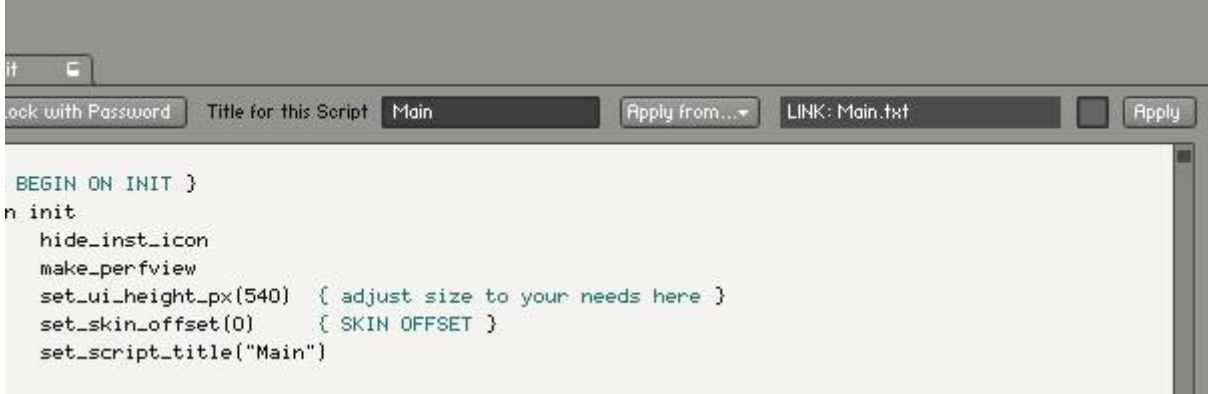 it
ock with Password Title for this Script Main Apply from... LINK: Main.txt Apply
BEGIN ON INIT }
n init
hide_inst_icon
make_perfview
set_ui_height_px(540) { adjust size to your needs here }
set_skin_offset(0) { SKIN OFFSET }
set_script_title("Main")